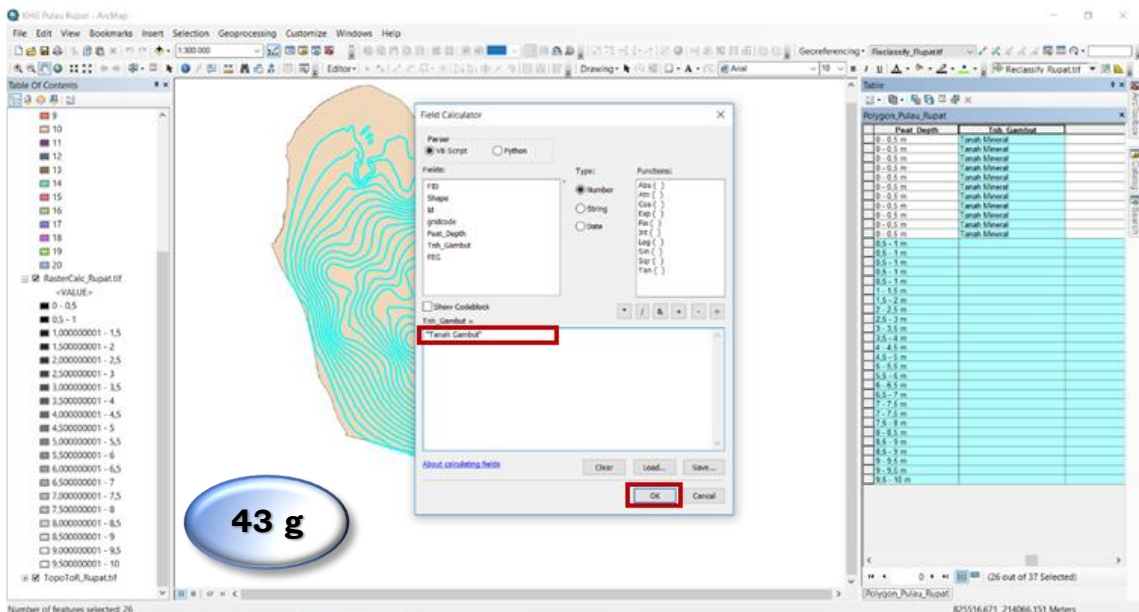 KHG Pulau Rupat - ArcMap
File Edit View Bookmarks Insert Selection Geoprocessing Customize Windows Help
1:300.000
Georeferencing
Reclassify_Rupattif
Editor
Drawing
A
Arial
10
B I U A
Reclassify Rupat.tif
Table Of Contents
9
10
11
12
13
14
15
16
17
18
19
20
RasterCalc_Rupat.tif
<VALUE>
0 - 0,5
0,5 - 1
1,000000001 - 1,5
1,500000001 - 2
2,000000001 - 2,5
2,500000001 - 3
3,000000001 - 3,5
3,500000001 - 4
4,000000001 - 4,5
4,500000001 - 5
5,000000001 - 5,5
5,500000001 - 6
6,000000001 - 6,5
6,500000001 - 7
7,000000001 - 7,5
7,500000001 - 8
8,000000001 - 8,5
8,500000001 - 9
9,000000001 - 9,5
9,500000001 - 10
TopoToR_Rupat.tif
Number of features selected: 26
43 g
Field Calculator
Parser
VB Script Python
Fields: Type: Functions:
FID
Shape
Id
gridcode
Peat_Depth
Tnh_Gambut
FEG
Number
String
Date
Abs ( )
Atn ( )
Cos ( )
Exp ( )
Fix ( )
Int ( )
Log ( )
Sin ( )
Sqr ( )
Tan ( )
Show Codeblock
* / & + - =
Tnh_Gambut =
"Tanah Gambut"
About calculating fields
Clear Load... Save...
OK Cancel
Table
Polygon_Pulau_Rupat
Peat_Depth Tnh_Gambut
0 - 0,5 m Tanah Mineral
0 - 0,5 m Tanah Mineral
0 - 0,5 m Tanah Mineral
0 - 0,5 m Tanah Mineral
0 - 0,5 m Tanah Mineral
0 - 0,5 m Tanah Mineral
0 - 0,5 m Tanah Mineral
0 - 0,5 m Tanah Mineral
0 - 0,5 m Tanah Mineral
0 - 0,5 m Tanah Mineral
0 - 0,5 m Tanah Mineral
0,5 - 1 m
0,5 - 1 m
0,5 - 1 m
0,5 - 1 m
0,5 - 1 m
1 - 1,5 m
1,5 - 2 m
2 - 2,5 m
2,5 - 3 m
3 - 3,5 m
3,5 - 4 m
4 - 4,5 m
4,5 - 5 m
5 - 5,5 m
5,5 - 6 m
6 - 6,5 m
6,5 - 7 m
7 - 7,5 m
7 - 7,5 m
7,5 - 8 m
8 - 8,5 m
8,5 - 9 m
8,5 - 9 m
9 - 9,5 m
9 - 9,5 m
9,5 - 10 m
0
(26 out of 37 Selected)
Polygon_Pulau_Rupat
825516,671 214066,151 Meters
ArcToolbox
Catalog
Search